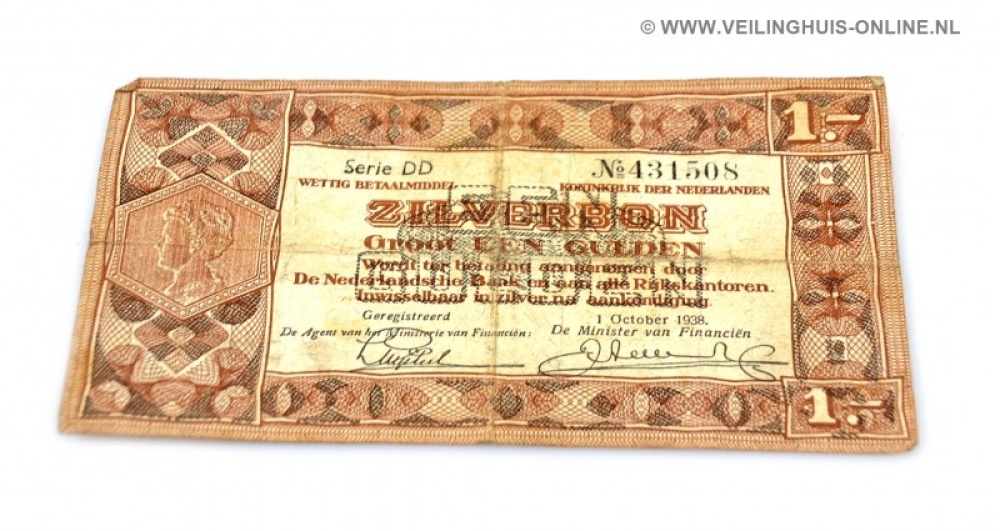 © WWW.VEILINGHUIS-ONLINE.NL
1.-
Serie DD № 431508
WETTIG BETAALMIDDEL KONINKRIJK DER NEDERLANDEN
ZILVERBON
GROOT EEN GULDEN
Wordt ter betaling aangenomen door
De Nederlandsche Bank en aan alle Rijkskantoren.
Inwisselbaar in zilver na aankondiging.
Geregistreerd 1 October 1938.
De Agent van het Ministerie van Financiën: De Minister van Financiën
1.-